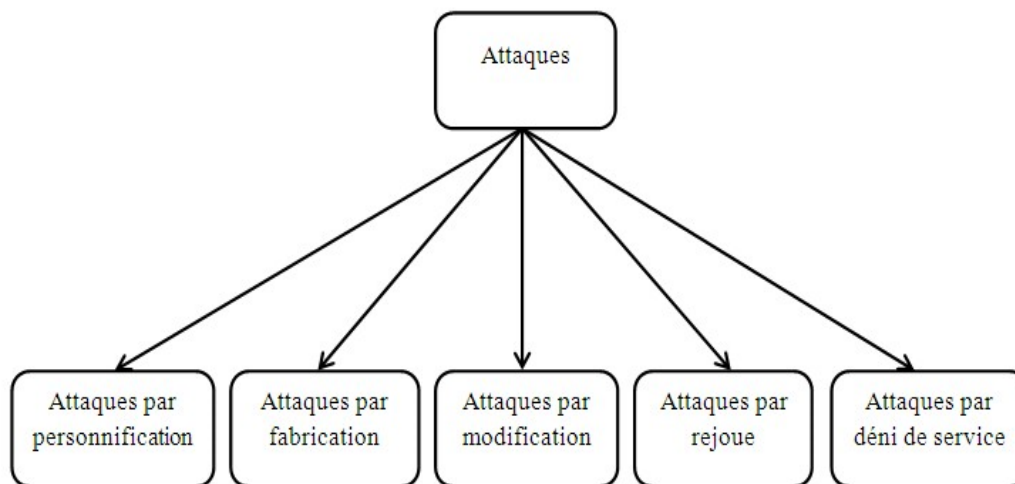 Attaques
Attaques par
personnification
Attaques par
fabrication
Attaques par
modification
Attaques par
rejoue
Attaques par
déni de service